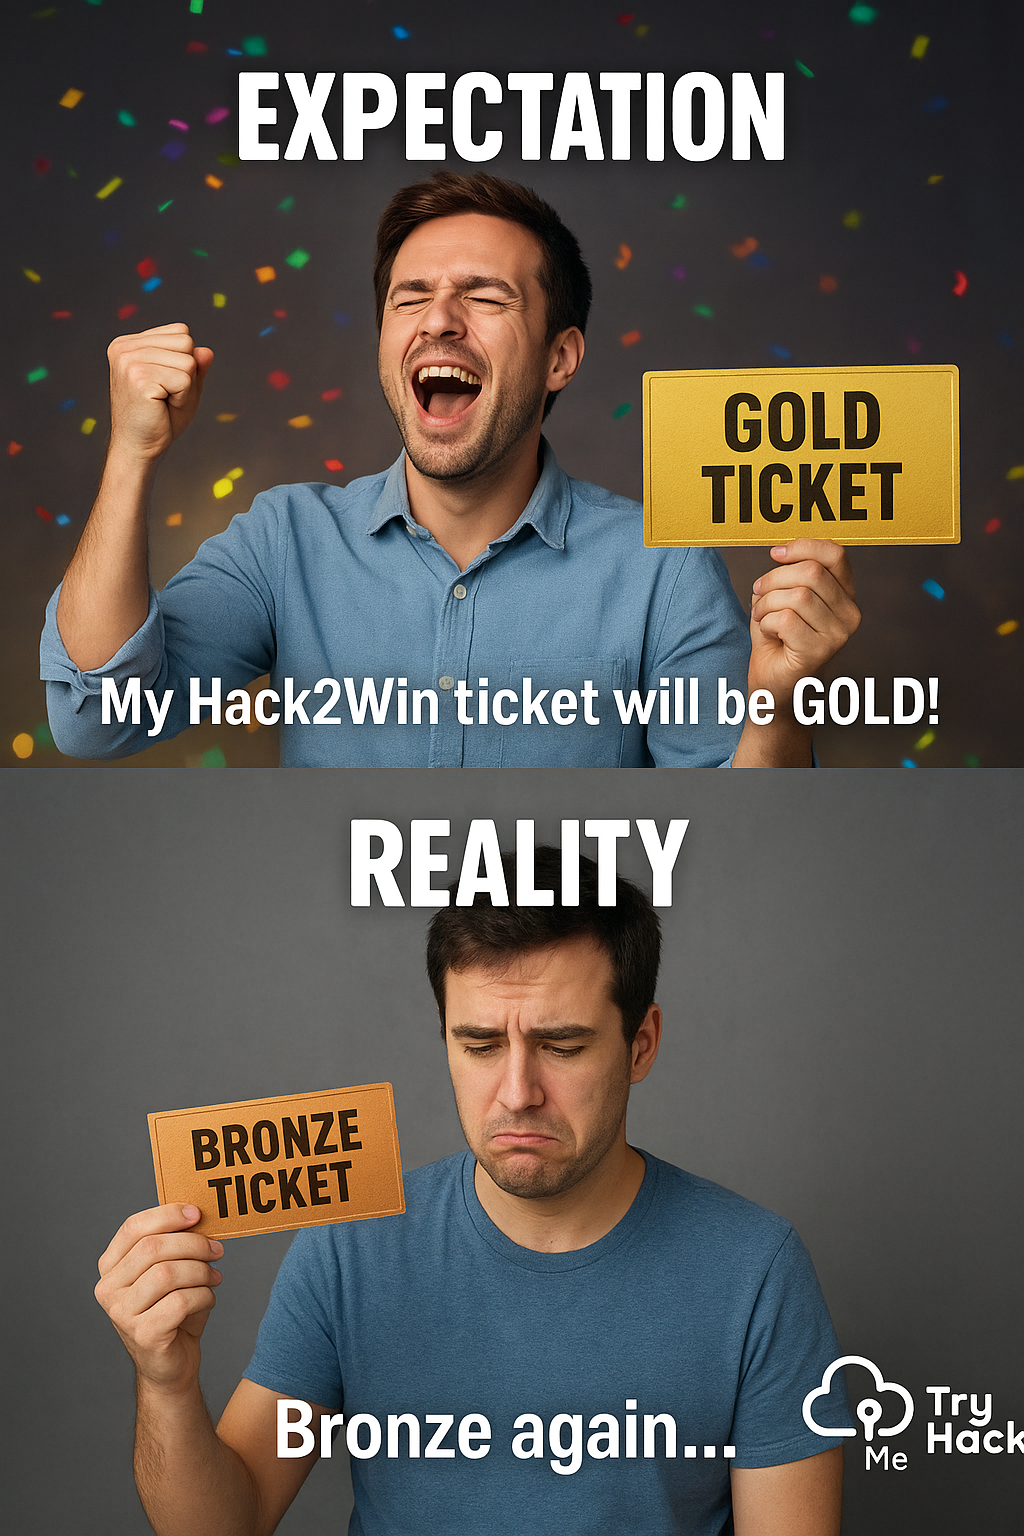 EXPECTATION
GOLD
TICKET
My Hack2Win ticket will be GOLD!
REALITY
BRONZE
TICKET
Bronze again...
Try
Hack
Me